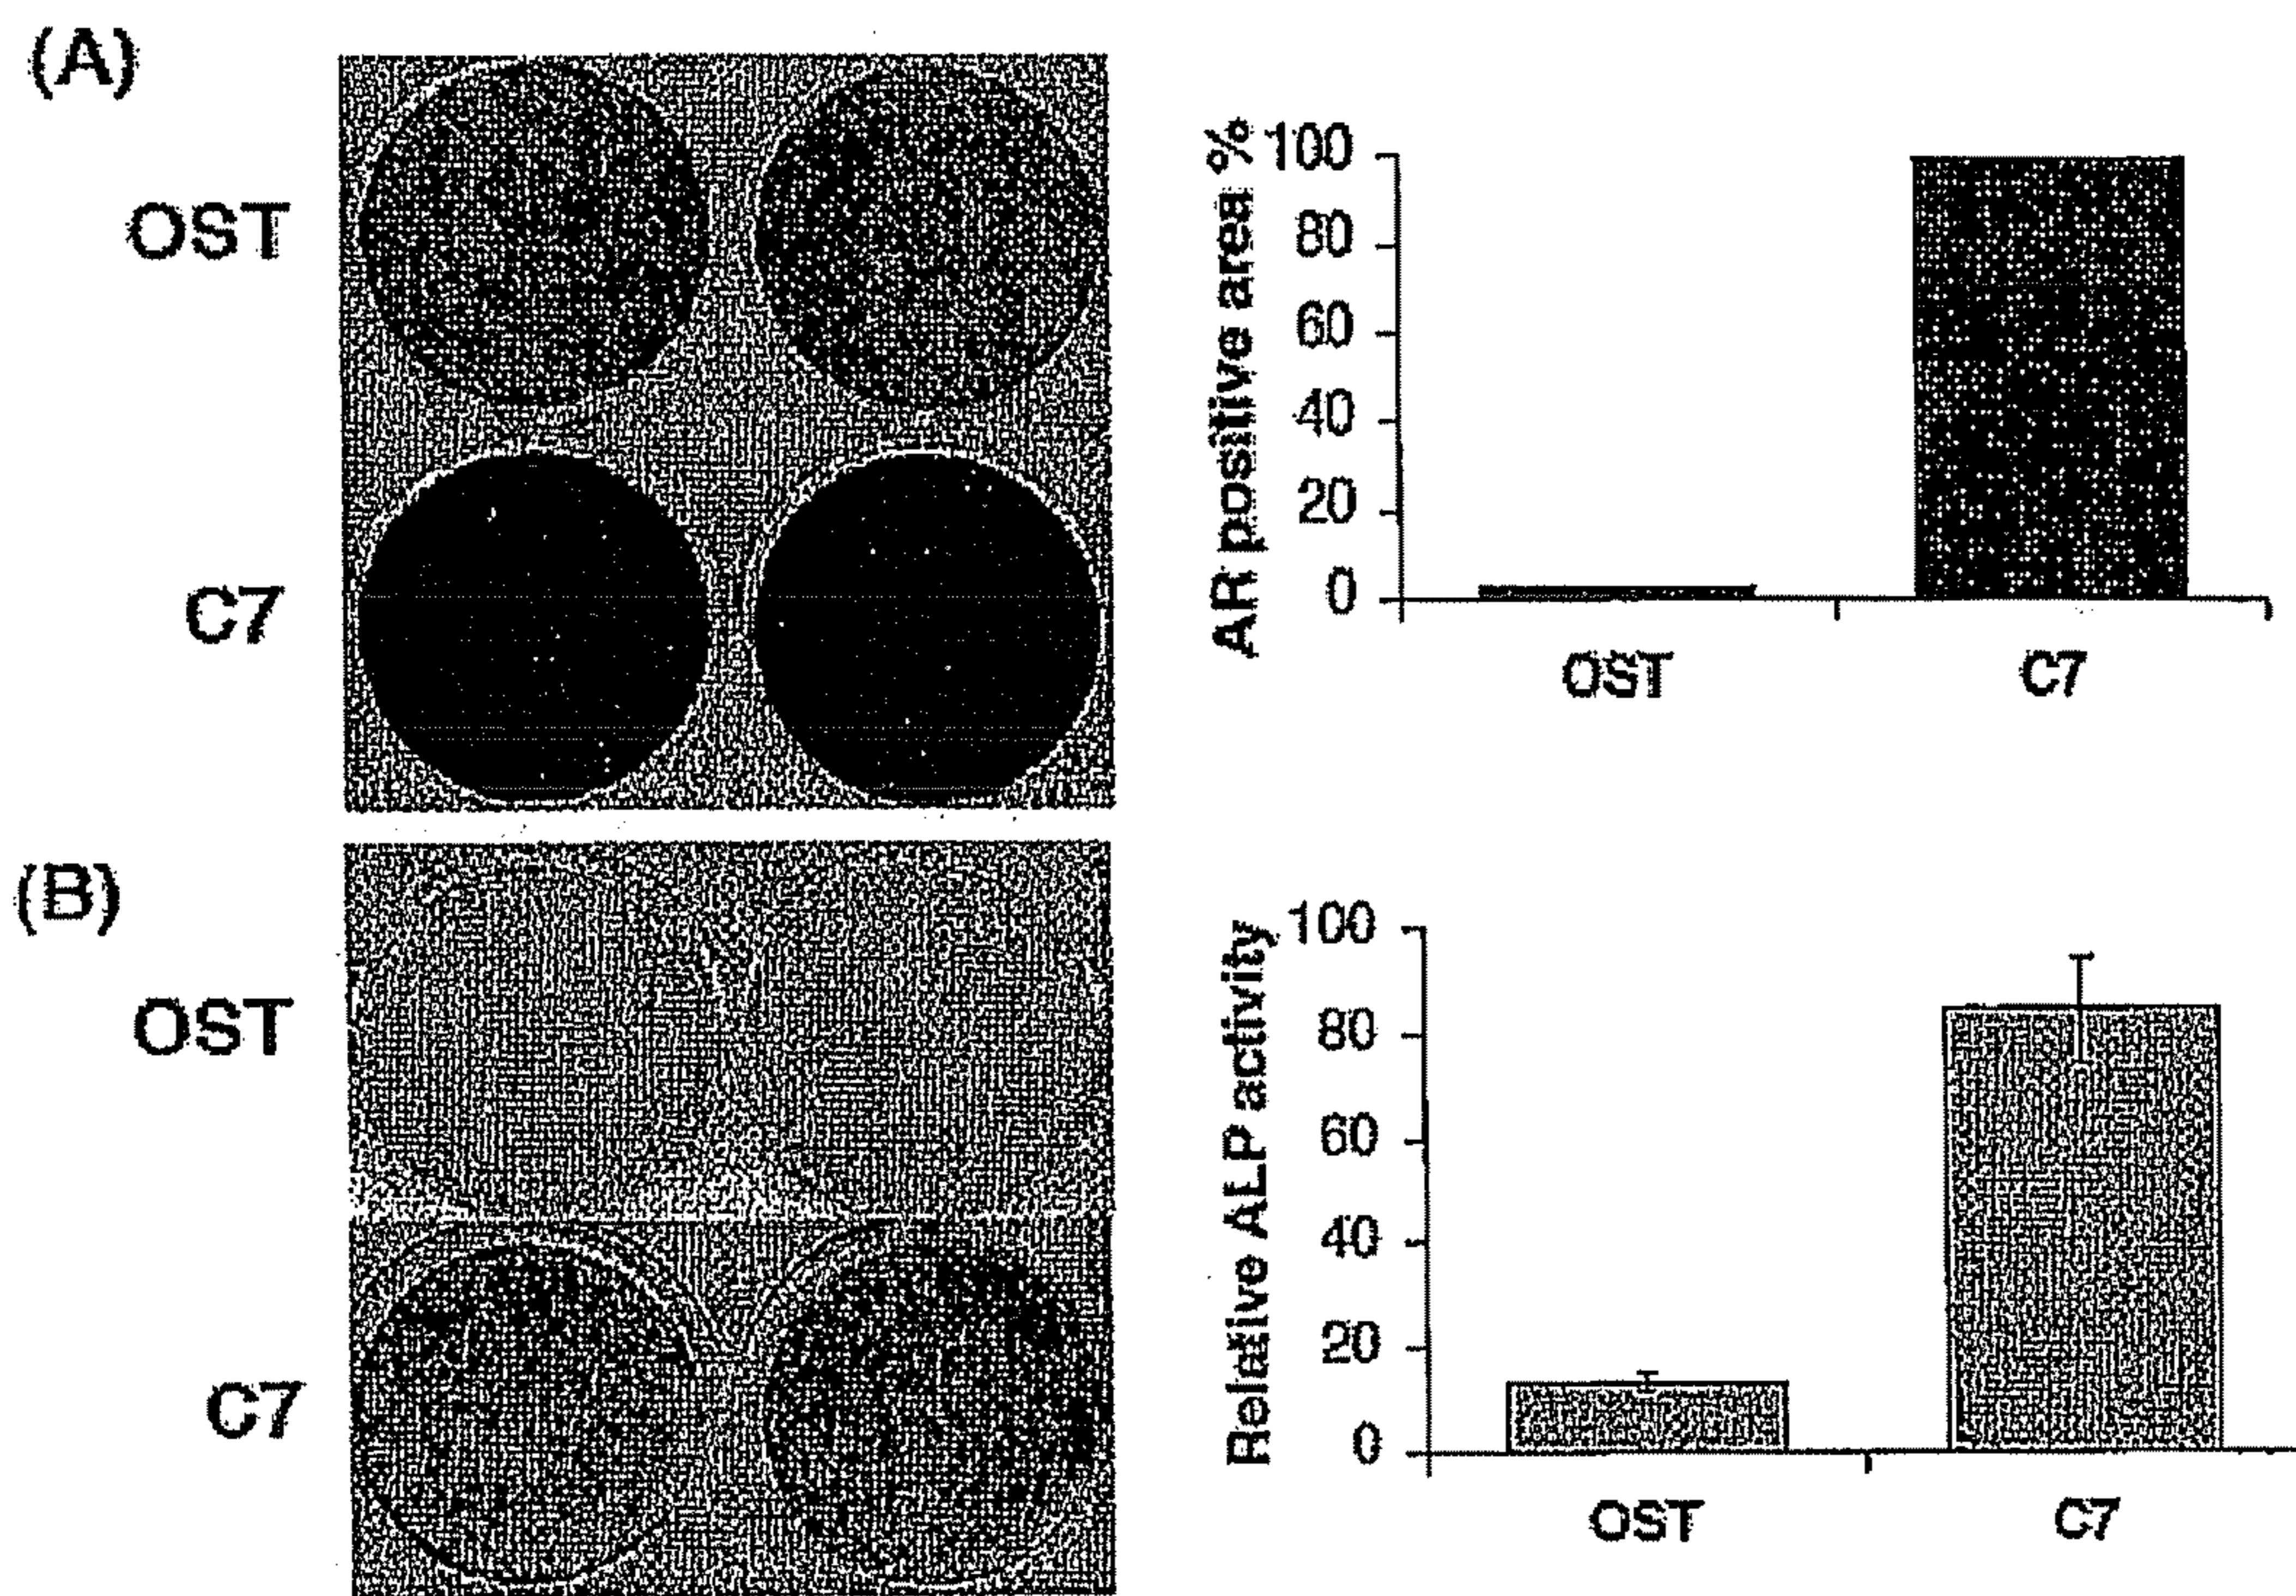 (A)
OST
C7
AR positive area %
100
80
60
40
20
0
OST
C7
(B)
OST
C7
Relative ALP activity
100
80
60
40
20
0
OST
C7